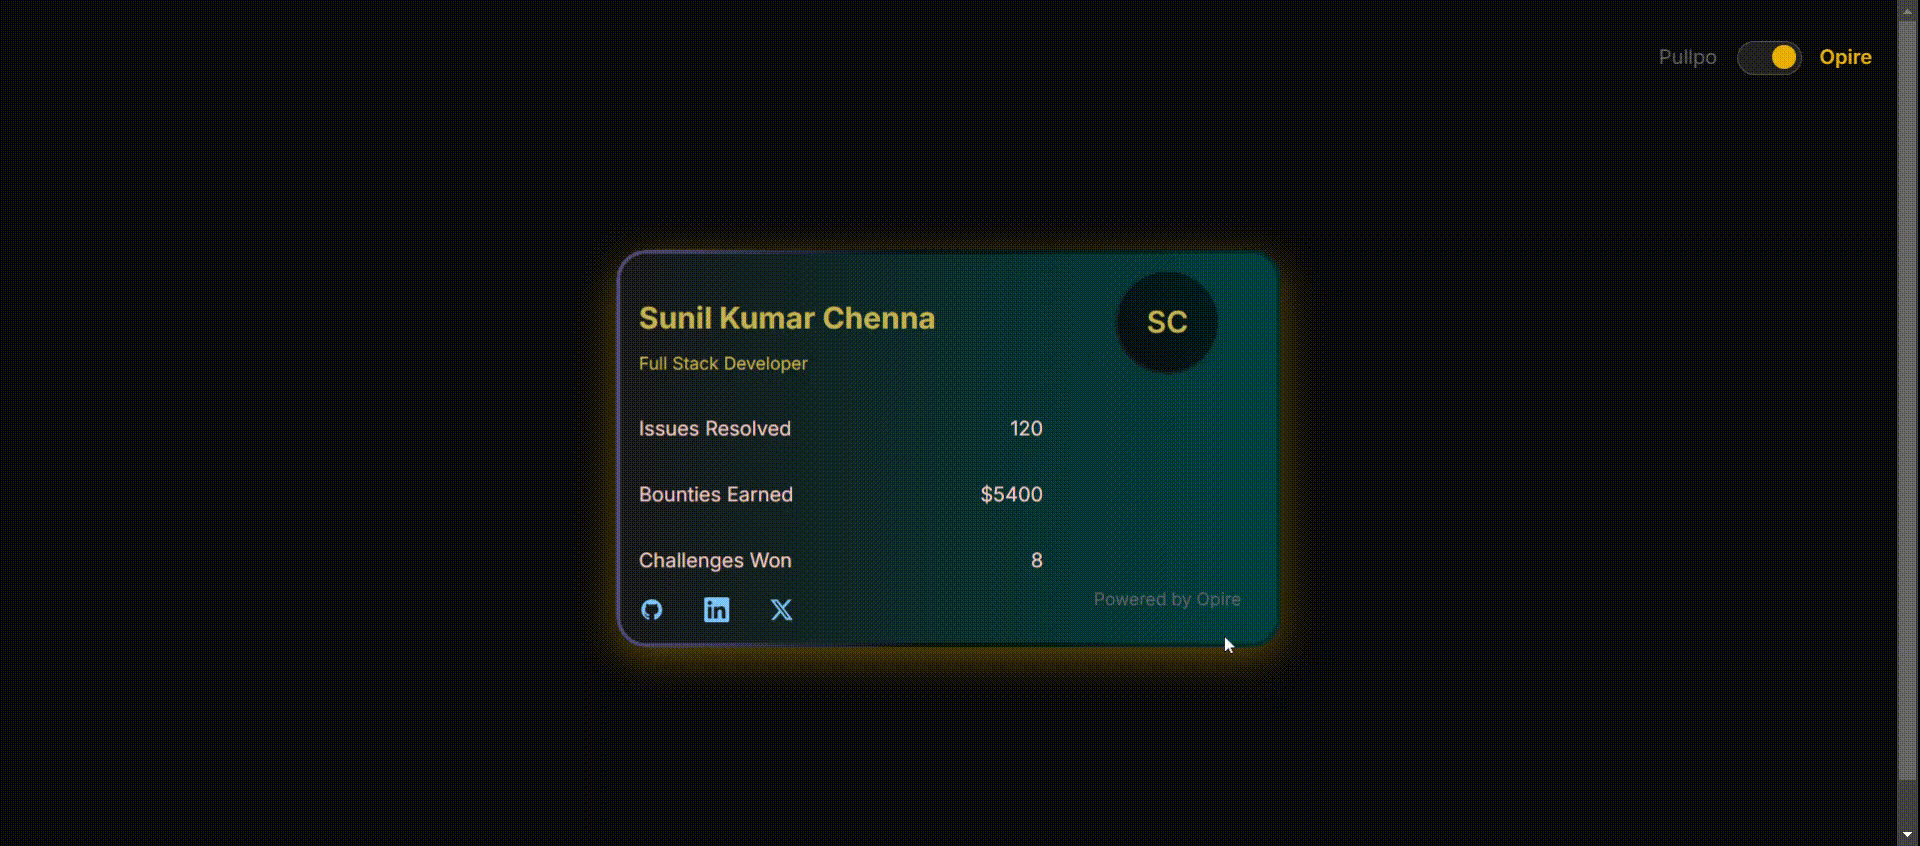 Pullpo Opire
Sunil Kumar Chenna
SC
Full Stack Developer
Issues Resolved 120
Bounties Earned $5400
Challenges Won 8
Powered by Opire